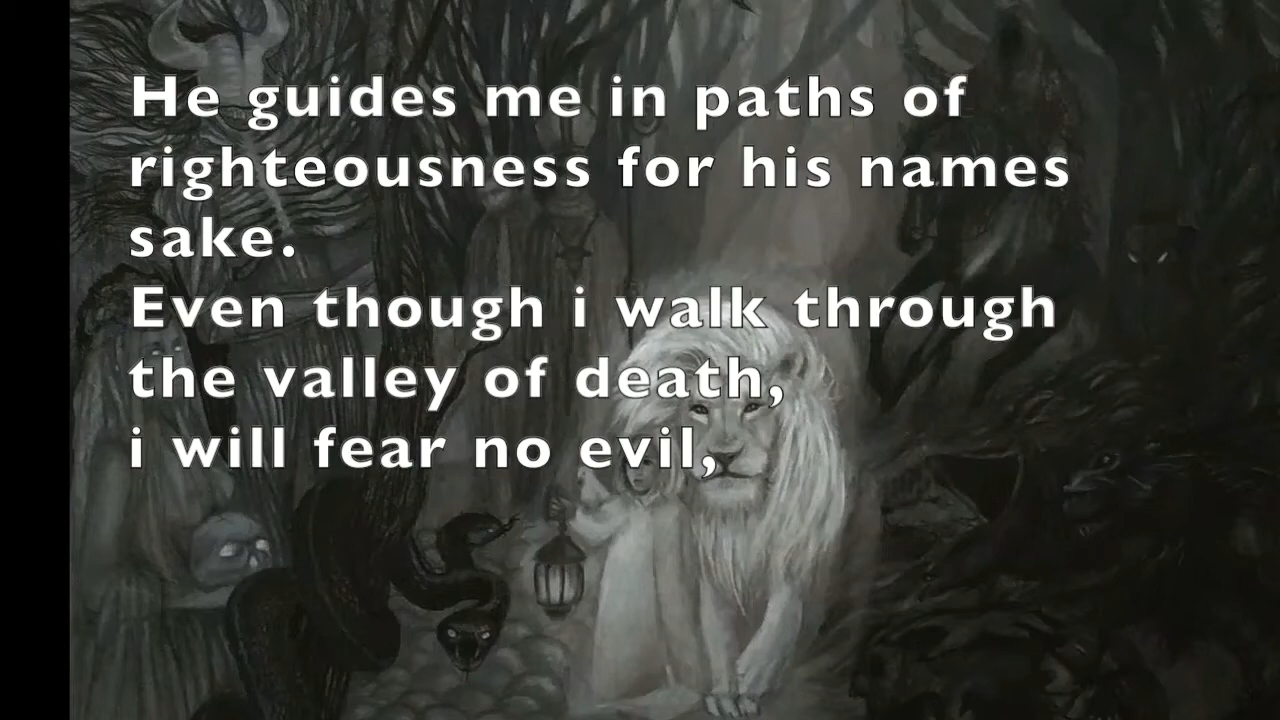 He guides me in paths of
righteousness for his names
sake.
Even though i walk through
the valley of death,
i will fear no evil,